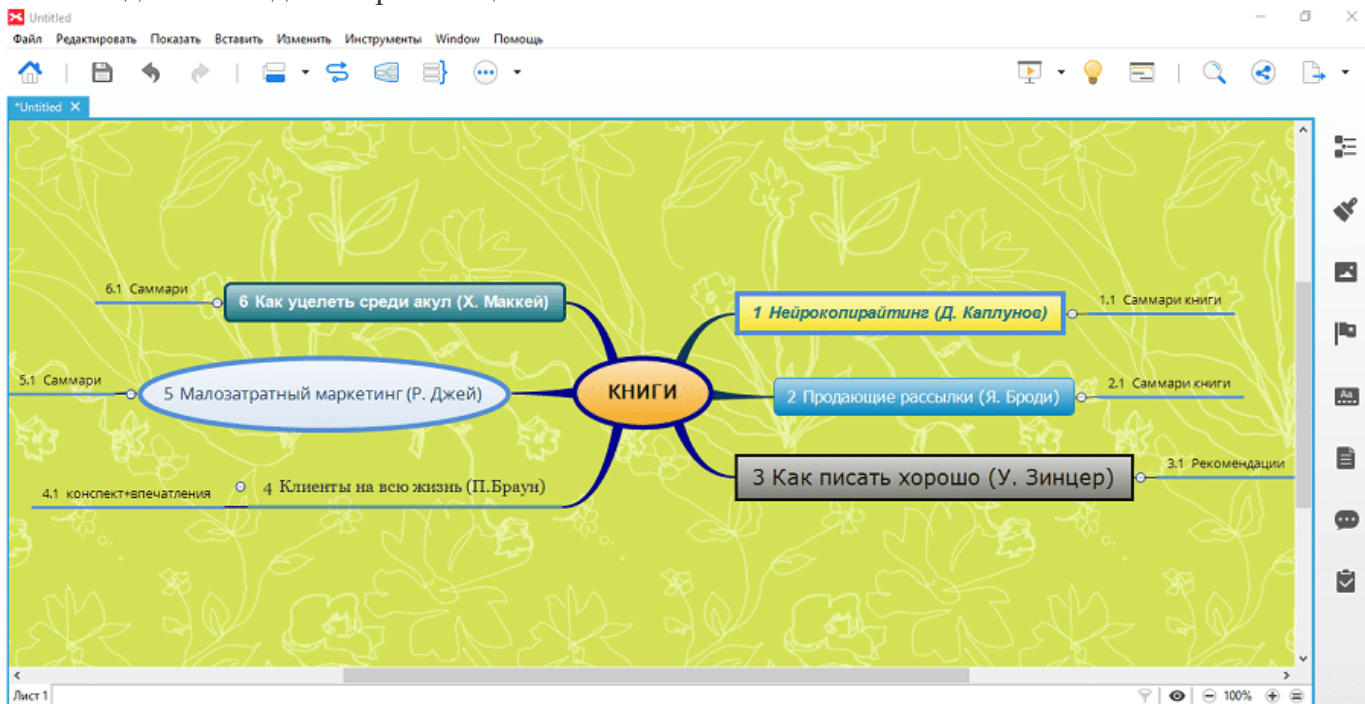 Untitled
Файл Редактировать Показать Вставить Изменить Инструменты Window Помощь
*Untitled
6.1 Саммари
6 Как уцелеть среди акул (Х. Маккей)
5.1 Саммари
5 Малозатратный маркетинг (Р. Джей)
4.1 конспект+впечатления
4 Клиенты на всю жизнь (П.Браун)
КНИГИ
1 Нейрокопирайтинг (Д. Каплунов)
1.1 Саммари книги
2 Продающие рассылки (Я. Броди)
2.1 Саммари книги
3 Как писать хорошо (У. Зинцер)
3.1 Рекомендации
Aa
Лист 1
100%